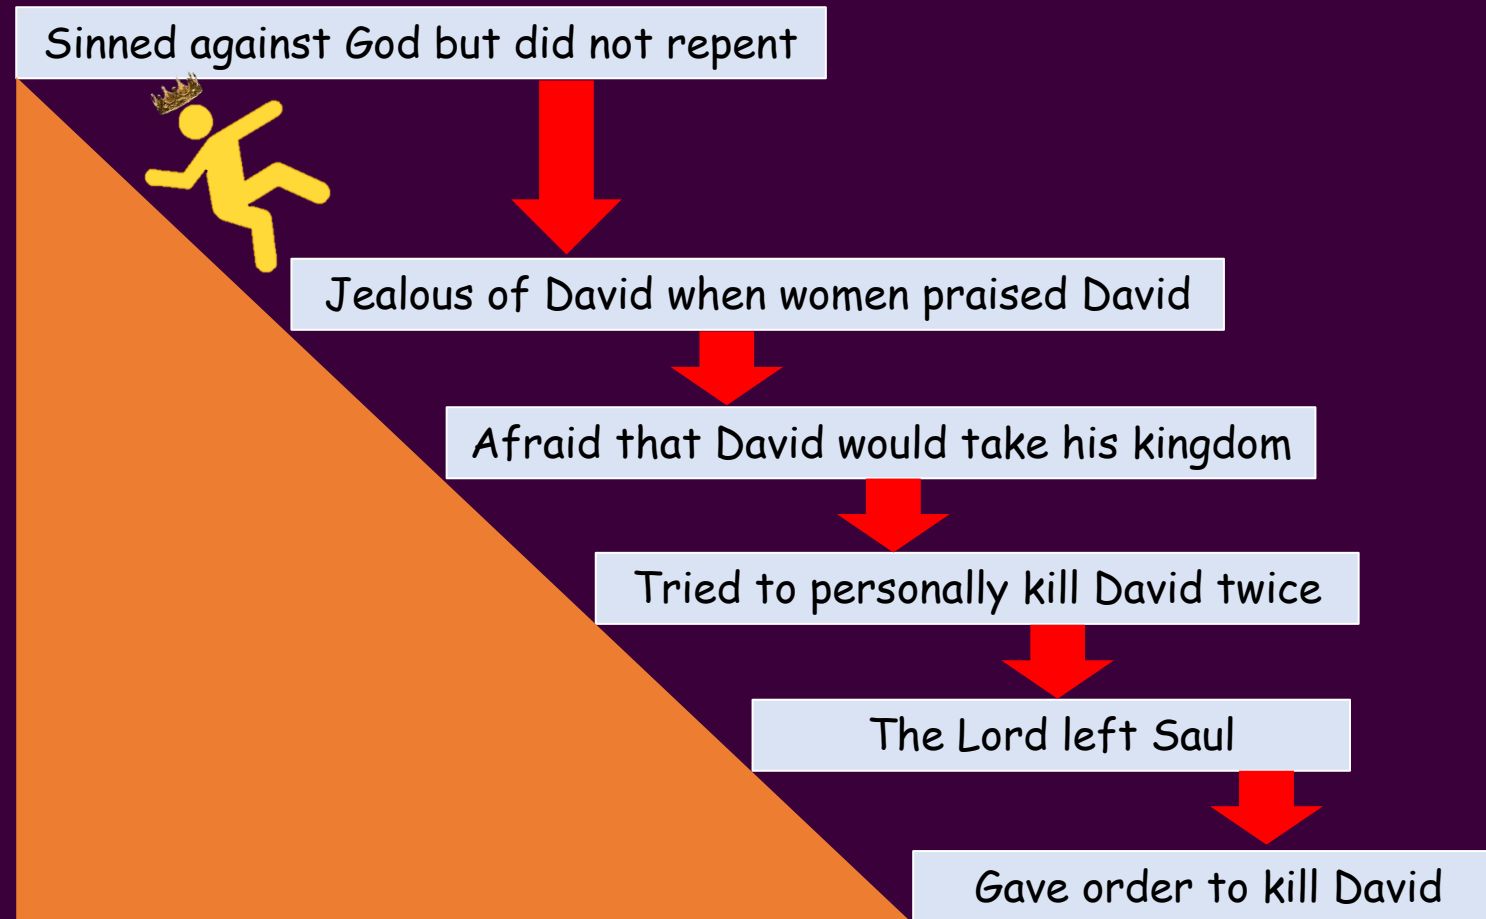 Sinned against God but did not repent
Jealous of David when women praised David
Afraid that David would take his kingdom
Tried to personally kill David twice
The Lord left Saul
Gave order to kill David